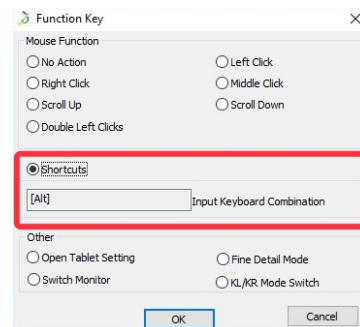 Function Key
Mouse Function
No Action
Left Click
Right Click
Middle Click
Scroll Up
Scroll Down
Double Left Clicks
Shortcuts
[Alt]
Input Keyboard Combination
Other
Open Tablet Setting
Fine Detail Mode
Switch Monitor
KL/KR Mode Switch
OK
Cancel